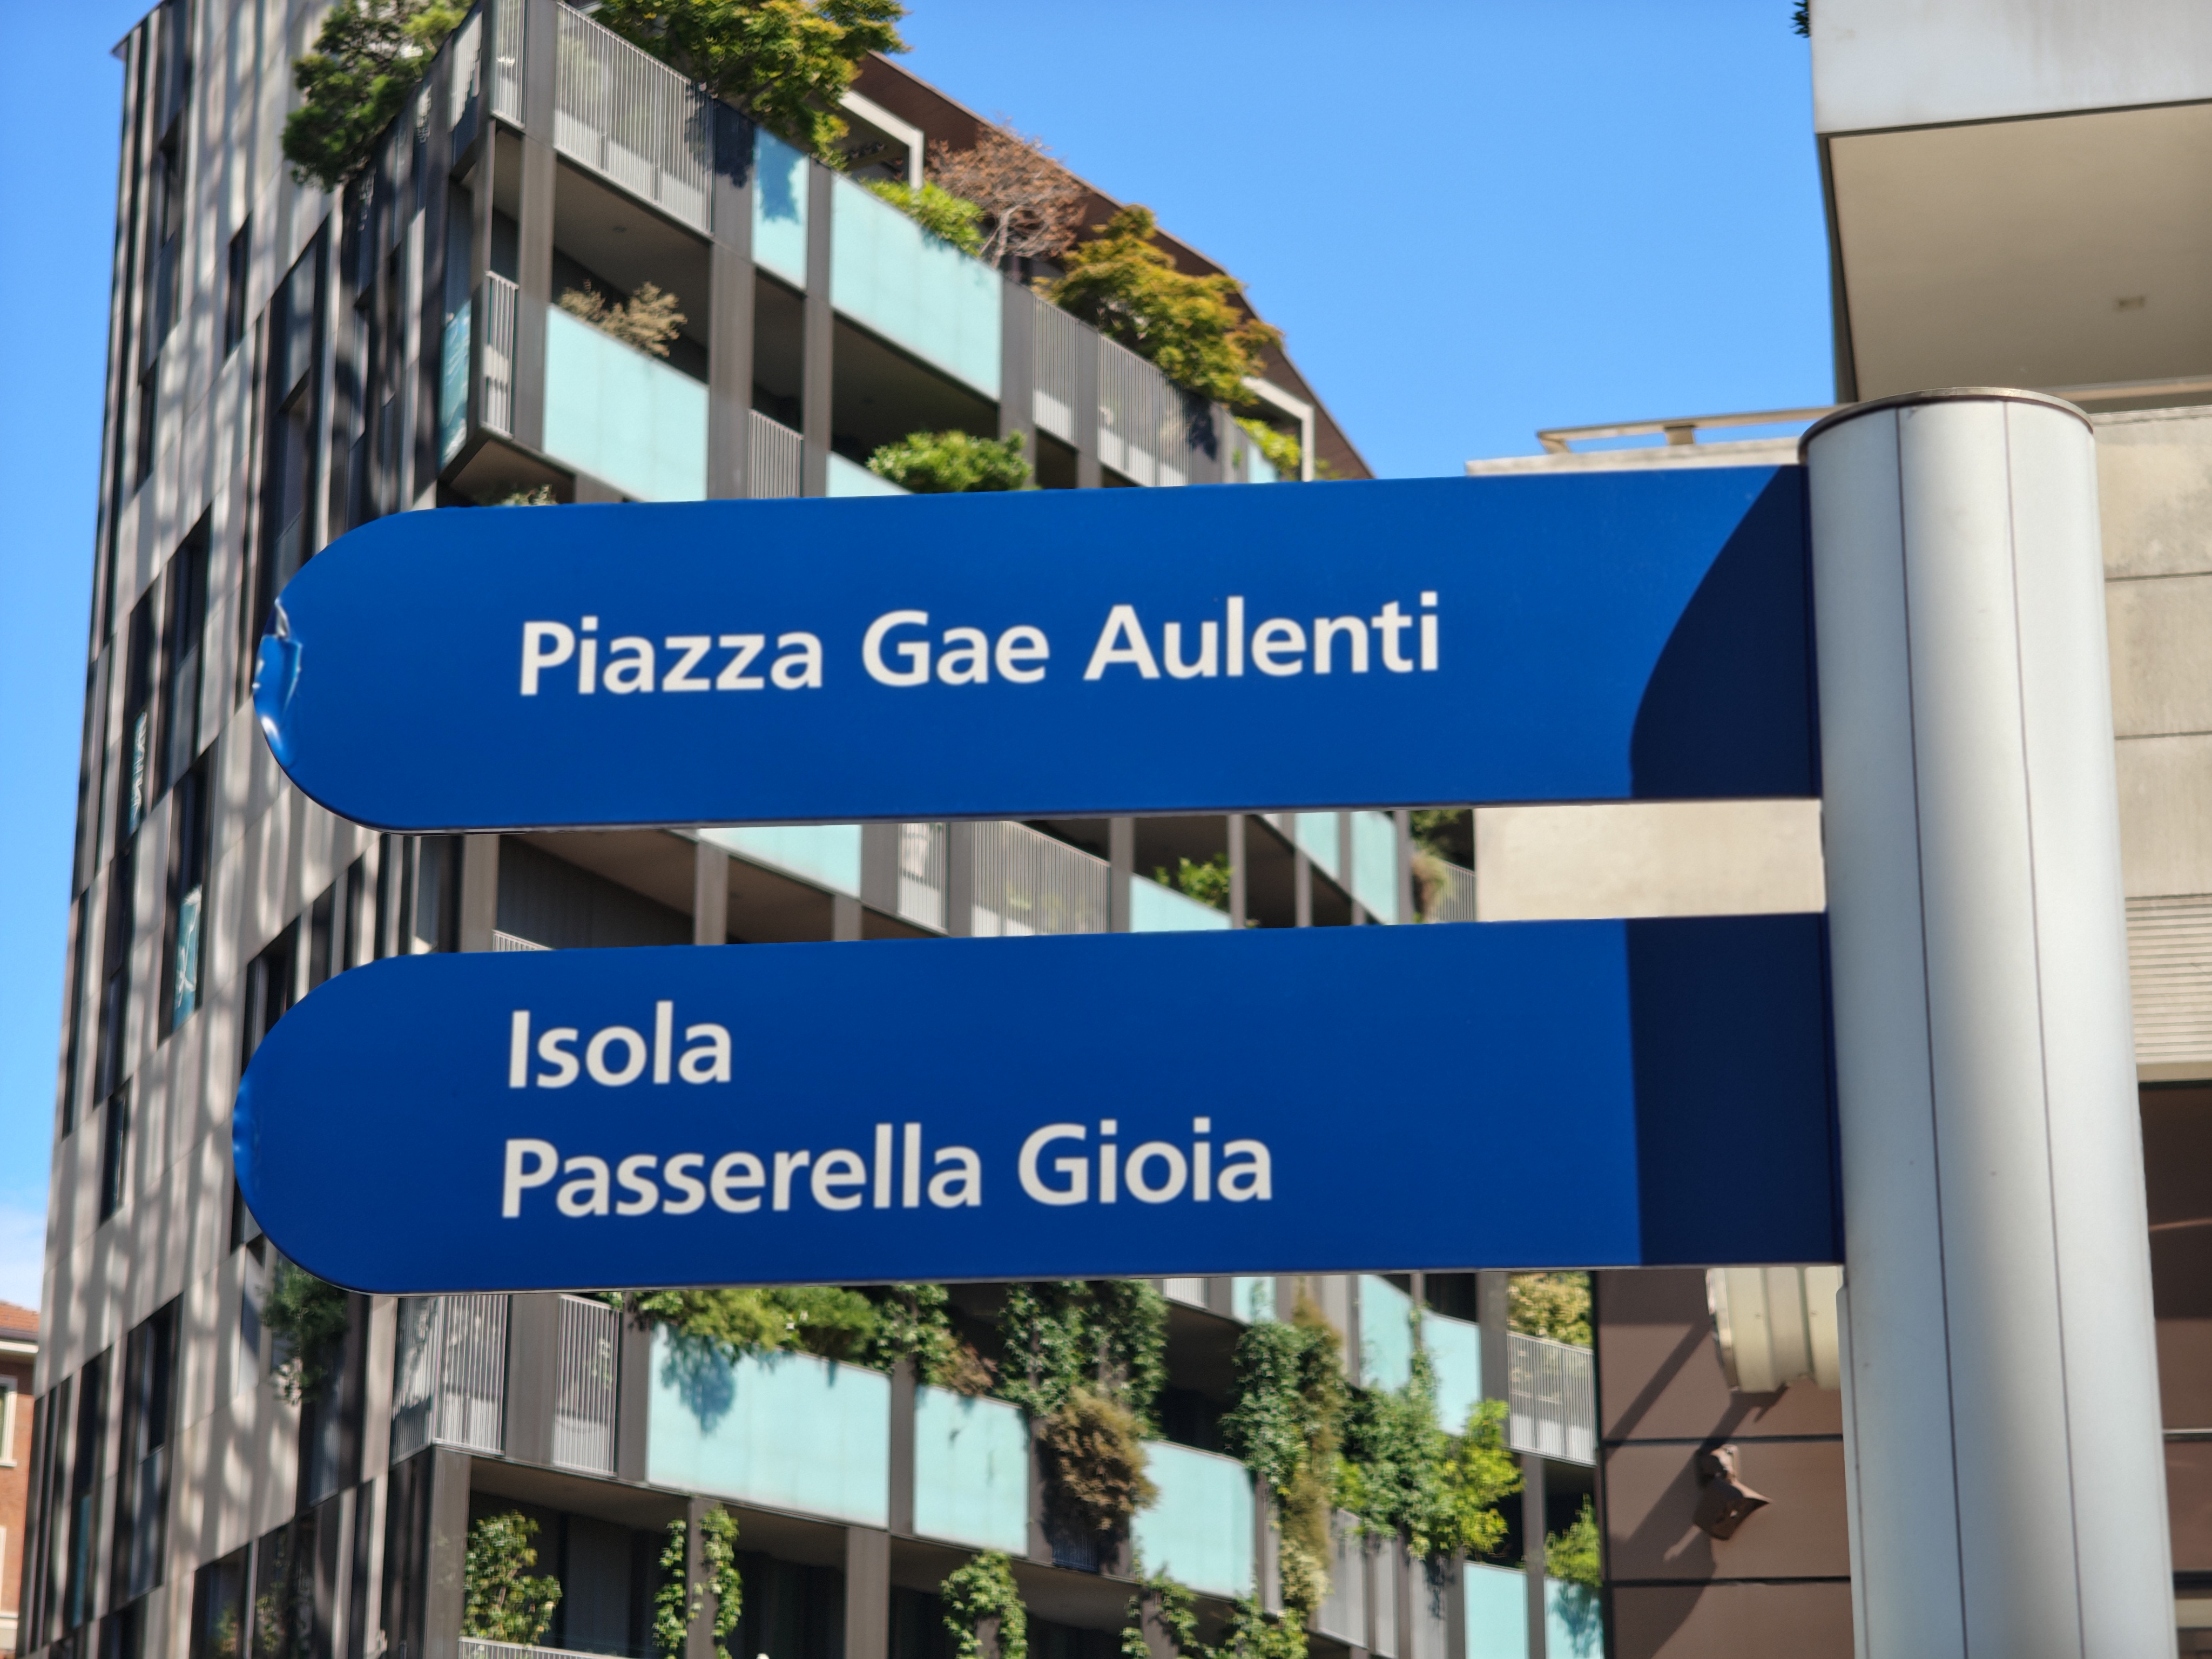 Piazza Gae Aulenti
Isola
Passerella Gioia